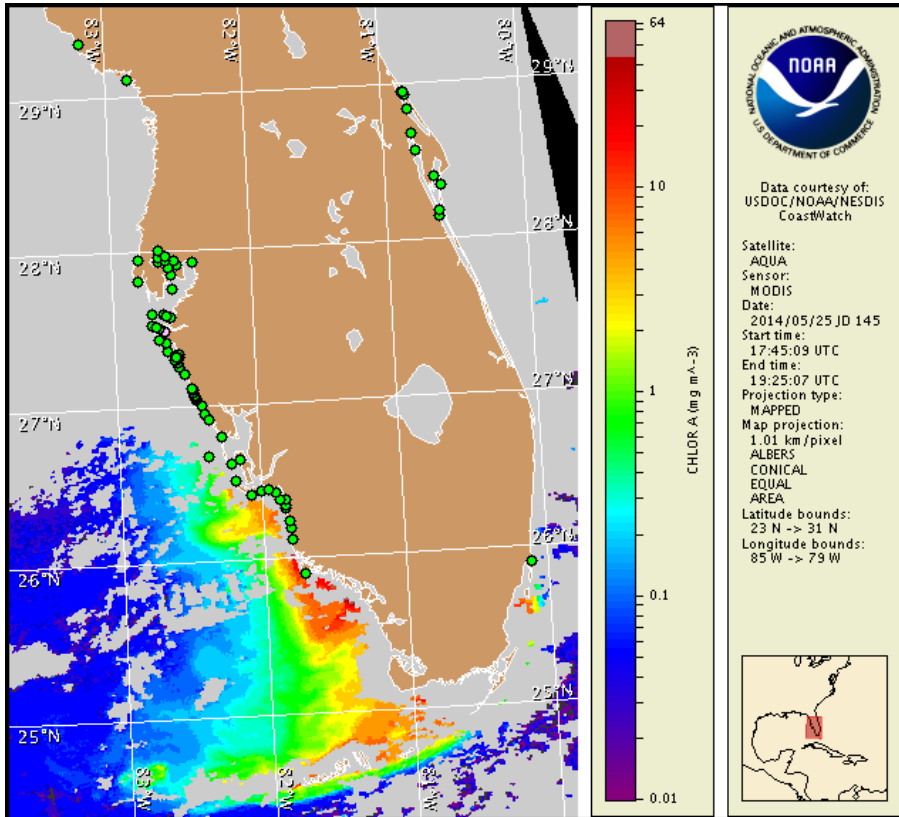 83°W
82°W
81°W
80°W
29°N
29°N
28°N
28°N
27°N
27°N
26°N
26°N
25°N
25°N
83°W
82°W
81°W
64
10
1
0.1
0.01
CHLOR A (mg m^-3)
NATIONAL OCEANIC AND ATMOSPHERIC ADMINISTRATION
NOAA
U.S. DEPARTMENT OF COMMERCE
Data courtesy of:
USDOC/NOAA/NESDIS
CoastWatch
Satellite:
AQUA
Sensor:
MODIS
Date:
2014/05/25 JD 145
Start time:
17:45:09 UTC
End time:
19:25:07 UTC
Projection type:
MAPPED
Map projection:
1.01 km/pixel
ALBERS
CONICAL
EQUAL
AREA
Latitude bounds:
23 N -> 31 N
Longitude bounds:
85 W -> 79 W